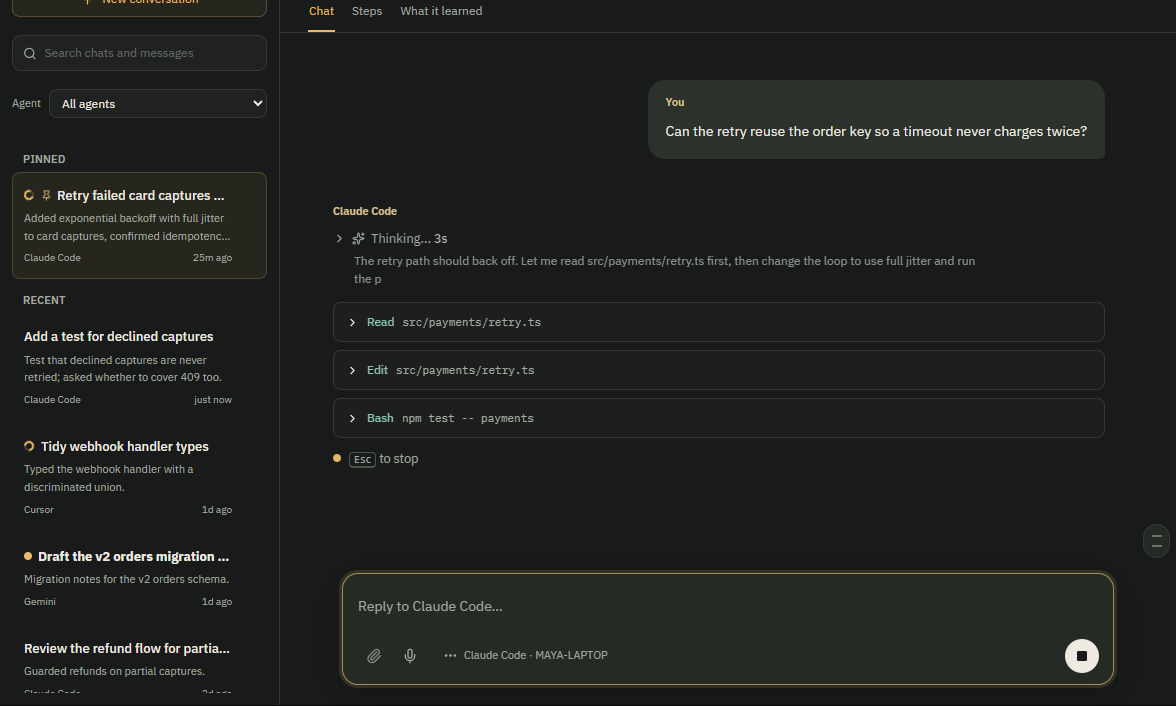 New conversation
Search chats and messages
Agent
All agents
PINNED
Retry failed card captures ...
Added exponential backoff with full jitter
to card captures, confirmed idempotenc...
Claude Code
25m ago
RECENT
Add a test for declined captures
Test that declined captures are never
retried; asked whether to cover 409 too.
Claude Code
just now
Tidy webhook handler types
Typed the webhook handler with a
discriminated union.
Cursor
1d ago
Draft the v2 orders migration ...
Migration notes for the v2 orders schema.
Gemini
1d ago
Review the refund flow for partia...
Guarded refunds on partial captures.
Claude Code
Chat
Steps
What it learned
You
Can the retry reuse the order key so a timeout never charges twice?
Claude Code
Thinking... 3s
The retry path should back off. Let me read src/payments/retry.ts first, then change the loop to use full jitter and run
the p
Read src/payments/retry.ts
Edit src/payments/retry.ts
Bash npm test -- payments
Esc to stop
Reply to Claude Code...
Claude Code · MAYA-LAPTOP